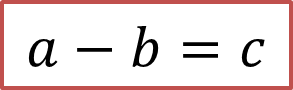 a − b = c